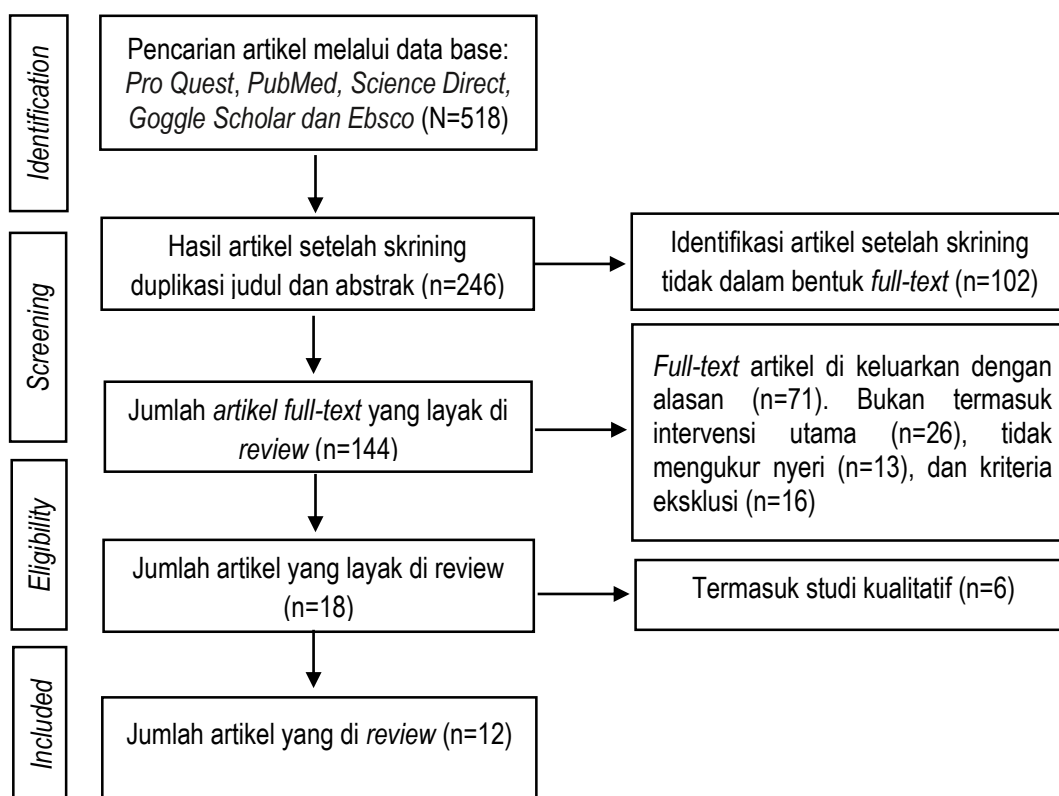 Identification
Pencarian artikel melalui data base:
Pro Quest, PubMed, Science Direct,
Goggle Scholar dan Ebsco (N=518)
Screening
Hasil artikel setelah skrining
duplikasi judul dan abstrak (n=246)
Identifikasi artikel setelah skrining
tidak dalam bentuk full-text (n=102)
Jumlah artikel full-text yang layak di
review (n=144)
Full-text artikel di keluarkan dengan
alasan (n=71). Bukan termasuk
intervensi utama (n=26), tidak
mengukur nyeri (n=13), dan kriteria
eksklusi (n=16)
Eligibility
Jumlah artikel yang layak di review
(n=18)
Termasuk studi kualitatif (n=6)
Included
Jumlah artikel yang di review (n=12)